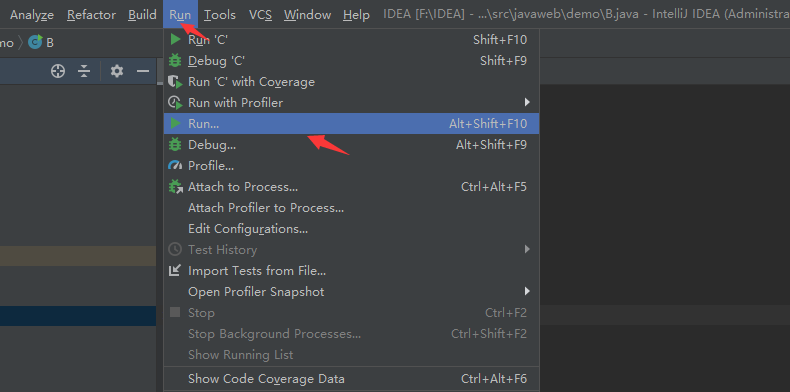 Analyze Refactor Build Run Tools VCS Window Help IDEA [F:\IDEA] - ...\src\javaweb\demo\B.java - IntelliJ IDEA (Administra
mo B
Run 'C' Shift+F10
Debug 'C' Shift+F9
Run 'C' with Coverage
Run with Profiler
Run... Alt+Shift+F10
Debug... Alt+Shift+F9
Profile...
Attach to Process... Ctrl+Alt+F5
Attach Profiler to Process...
Edit Configurations...
Test History
Import Tests from File...
Open Profiler Snapshot
Stop Ctrl+F2
Stop Background Processes... Ctrl+Shift+F2
Show Running List
Show Code Coverage Data Ctrl+Alt+F6